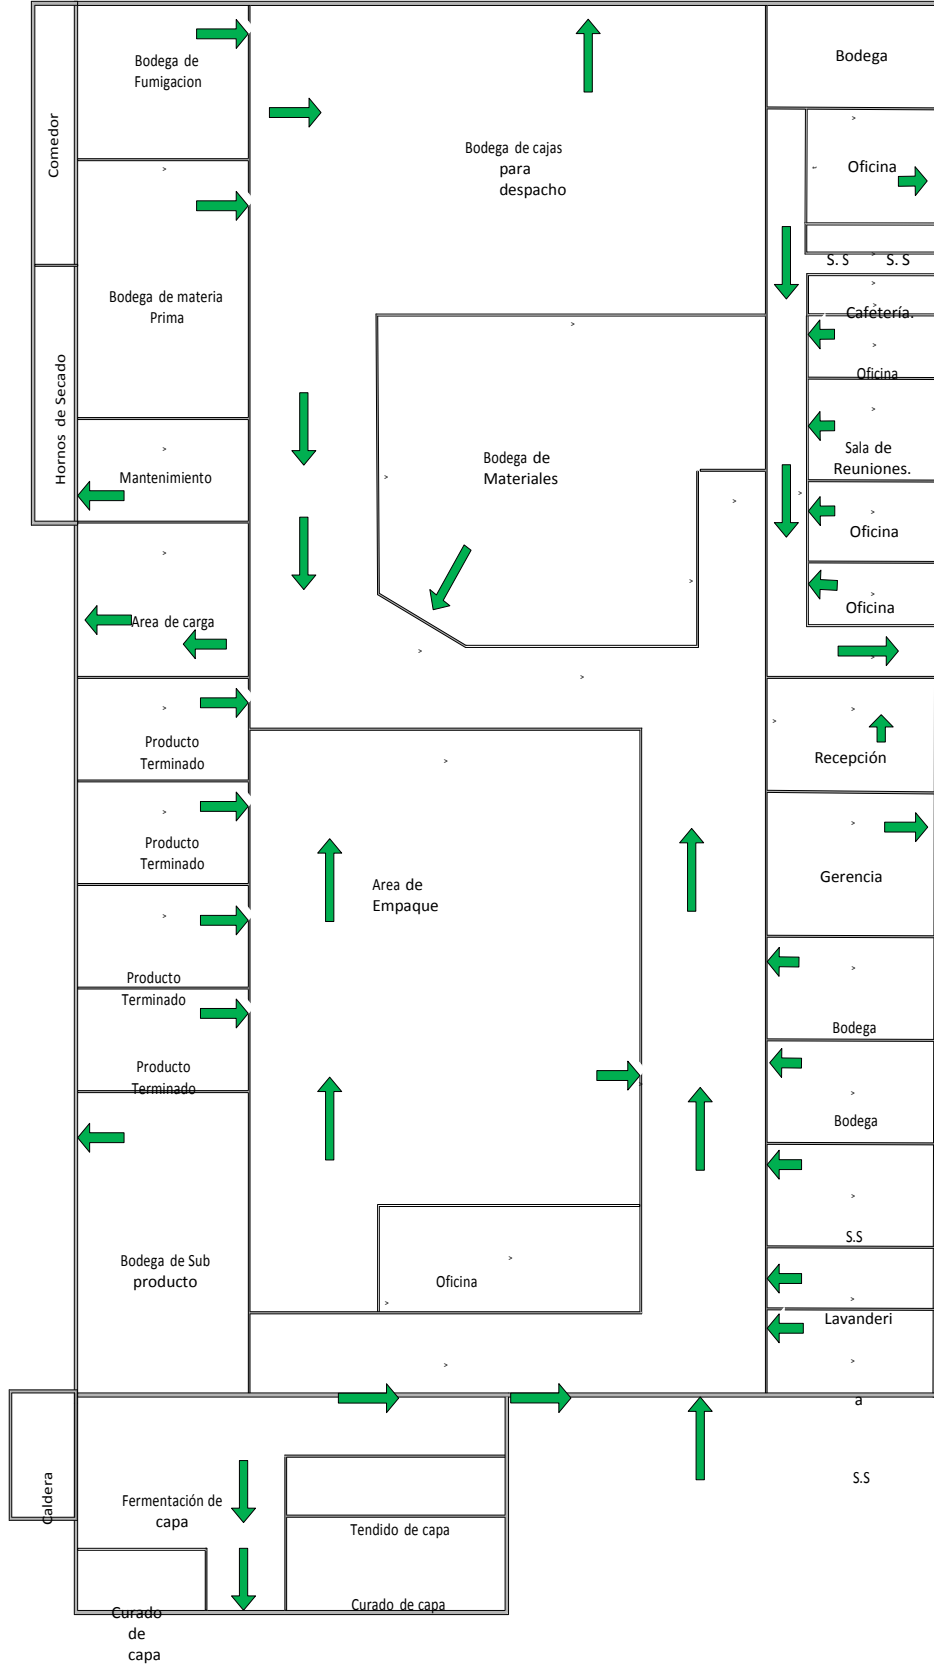 Bodega de
Fumigacion
Bodega
Comedor
Bodega de cajas
para
despacho
Oficina
S. S
S. S
Bodega de materia
Prima
Cafetería.
Oficina
Hornos de Secado
Mantenimiento
Bodega de
Materiales
Sala de
Reuniones.
Oficina
Oficina
Area de carga
Producto
Terminado
Recepción
Producto
Terminado
Area de
Empaque
Gerencia
Producto
Terminado
Bodega
Producto
Terminado
Bodega
S.S
Bodega de Sub
producto
Oficina
Lavanderi
a
S.S
Caldera
Fermentación de
capa
Tendido de capa
Curado de capa
Curado
de
capa